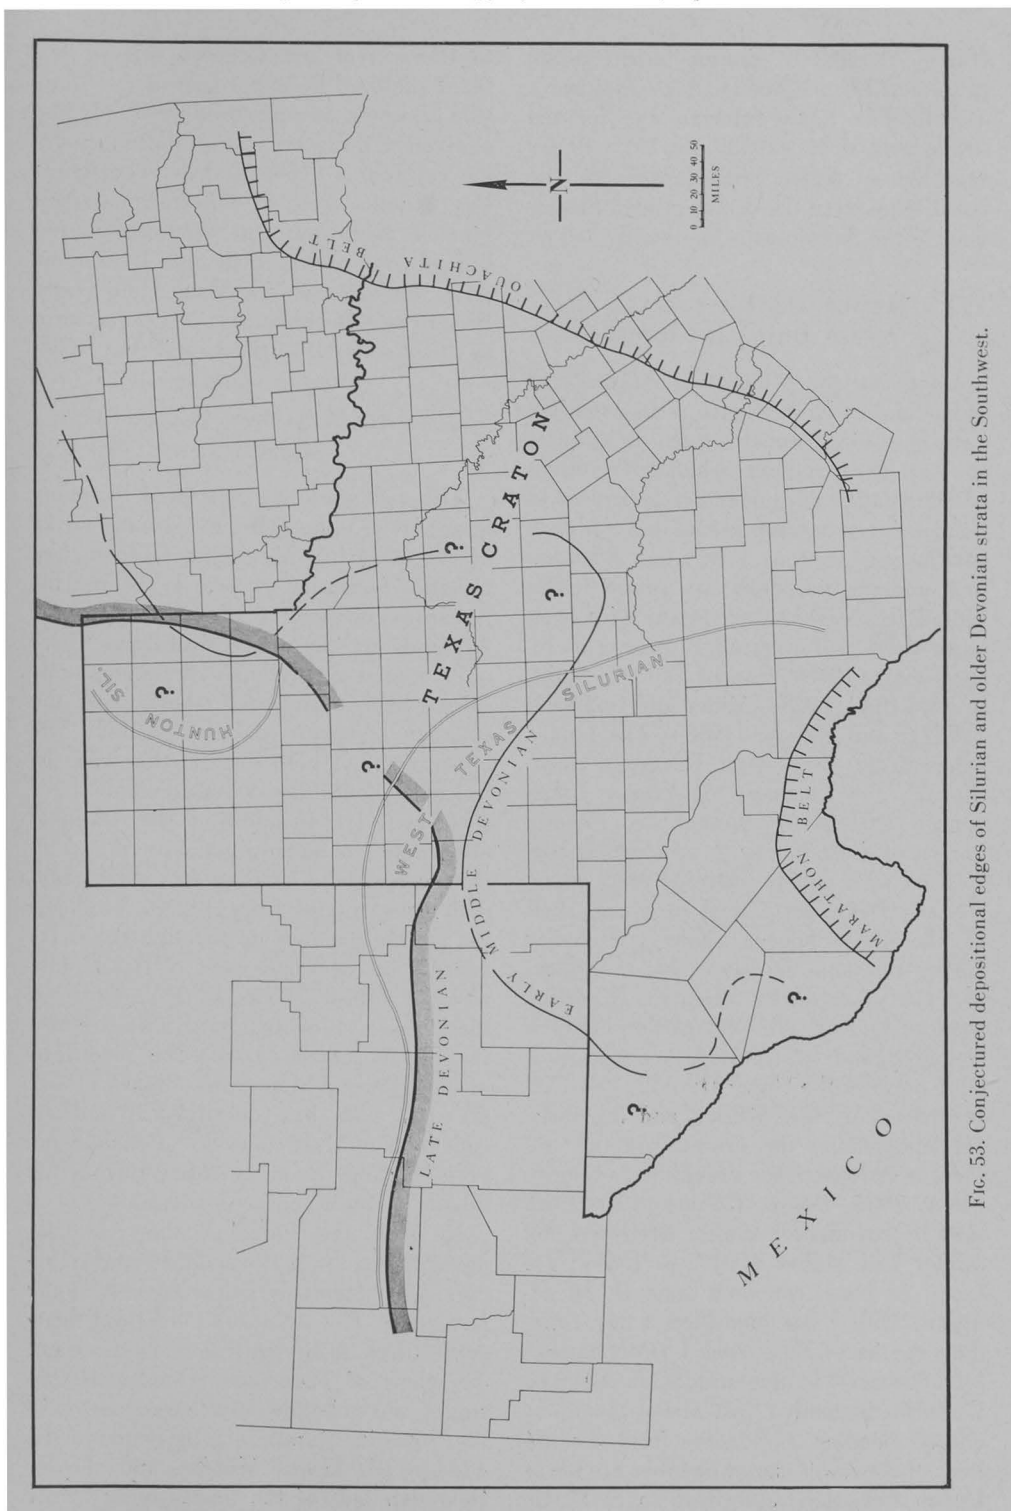 N
0 10 20 30 40 50
MILES
OUACHITA BELT
TEXAS CRATON
?
?
SIL.
HUNTON
?
?
WEST TEXAS SILURIAN
EARLY MIDDLE DEVONIAN
LATE DEVONIAN
MARATHON BELT
?
?
MEXICO
FIG. 53. Conjectured depositional edges of Silurian and older Devonian strata in the Southwest.